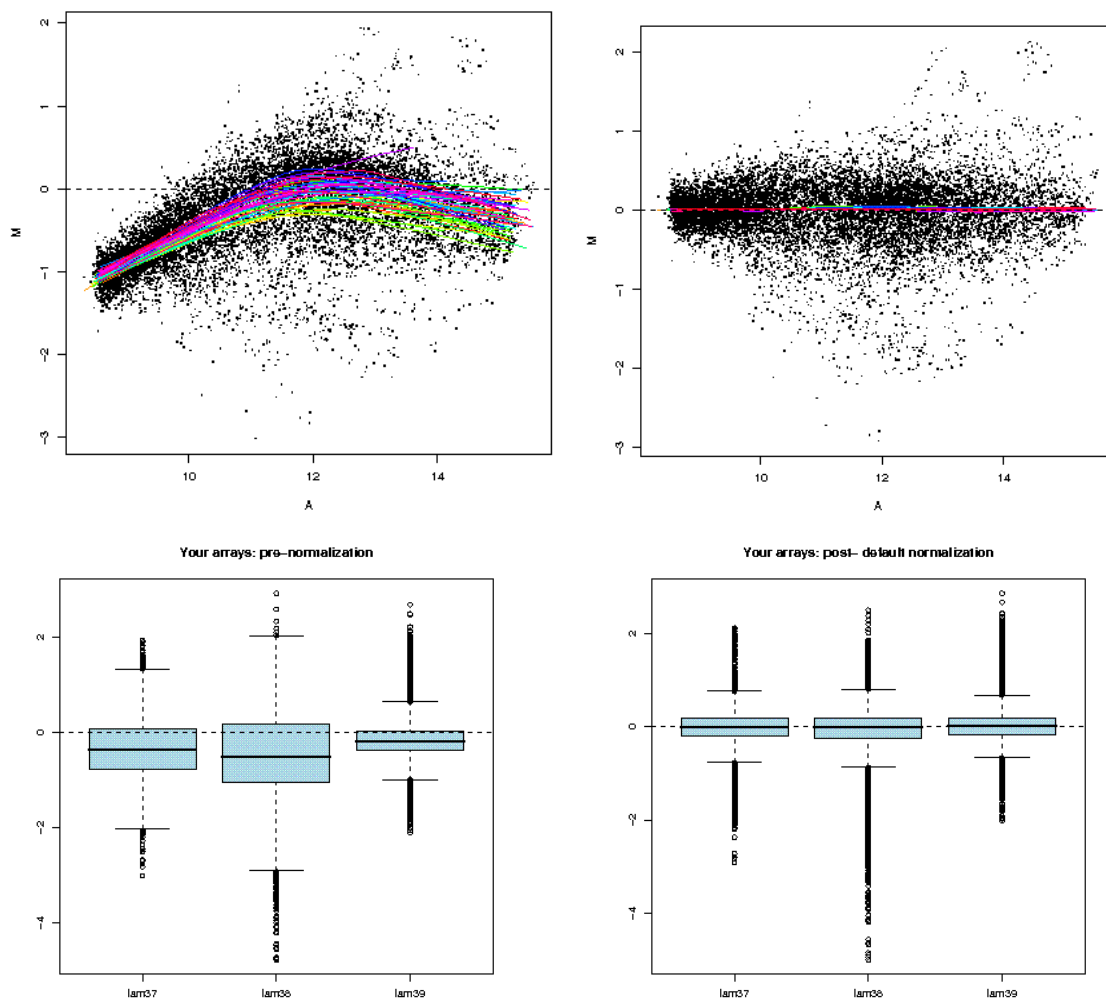 2
1
0
-1
-2
-3
M
10
12
14
A
2
1
0
-1
-2
-3
M
10
12
14
A
Your arrays: pre-normalization
2
0
-2
-4
lam37
lam38
lam39
Your arrays: post- default normalization
2
0
-2
-4
lam37
lam38
lam39